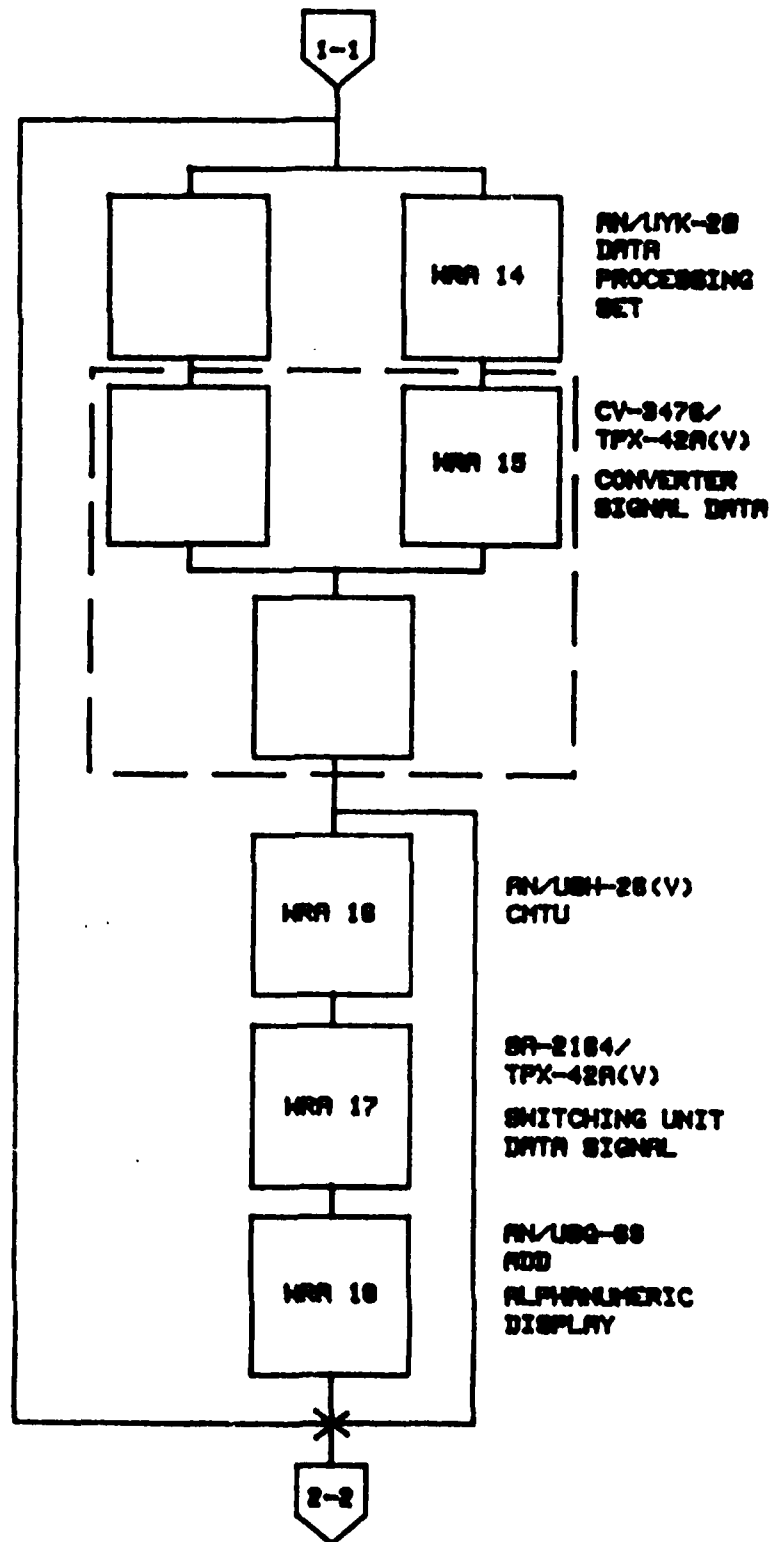 1-1
WRA 14
AN/UYK-20
DATA
PROCESSING
SET
WRA 15
CV-3476/
TPX-42A(V)
CONVERTER
SIGNAL DATA
WRA 16
AN/USH-26(V)
CMTU
WRA 17
SA-2184/
TPX-42A(V)
SWITCHING UNIT
DATA SIGNAL
WRA 18
AN/USQ-69
ADD
ALPHANUMERIC
DISPLAY
2-2